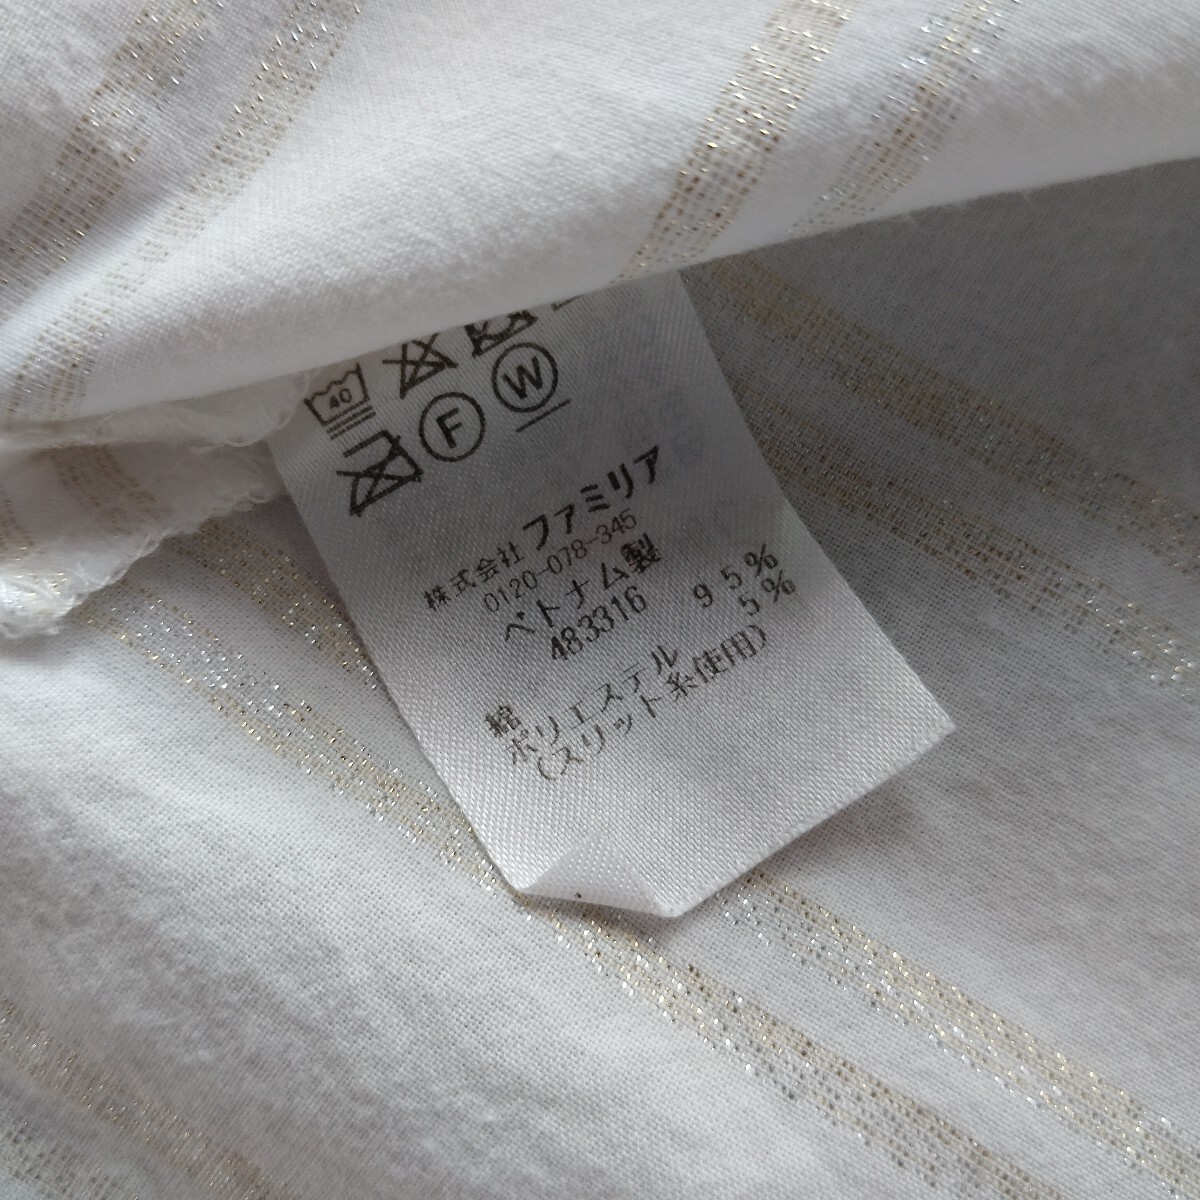 40
F W
株式会社 ファミリア
0120-078-345
ベトナム製
483316
綿 95%
ポリエステル 5%
(スリット糸使用)